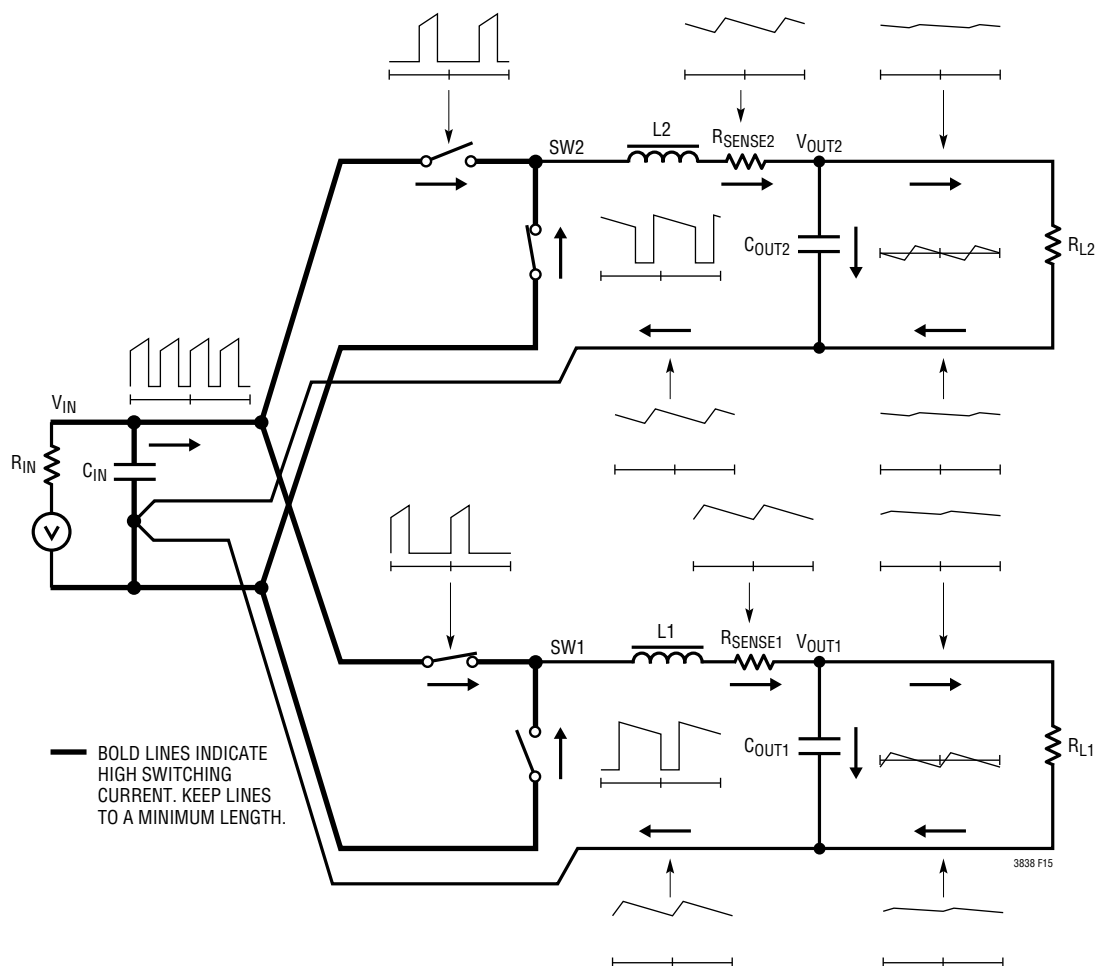 SW2
L2
RSENSE2
VOUT2
COUT2
RL2
VIN
RIN
CIN
V
SW1
L1
RSENSE1
VOUT1
COUT1
RL1
BOLD LINES INDICATE
HIGH SWITCHING
CURRENT. KEEP LINES
TO A MINIMUM LENGTH.
3838 F15